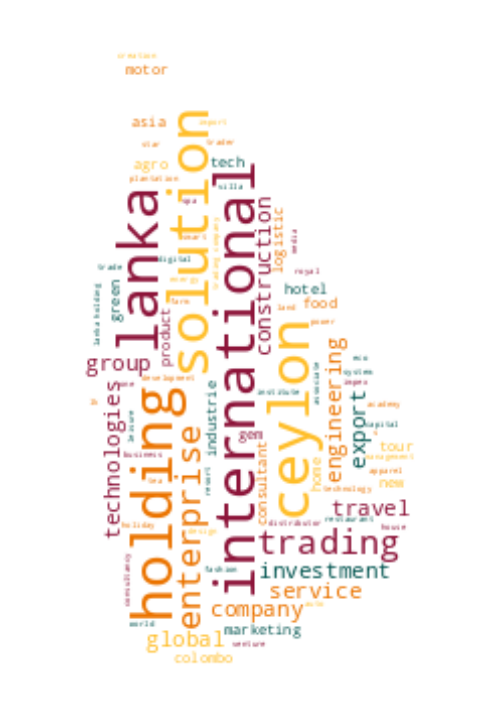 creation
motor
asia
import
star
trader
agro
tech
plantation
villa
spa
lanka
solution
international
smart
trading company
construction
logistic
media
digital
trade
energy
royal
lanka holding
green
farm
hotel
land
food
product
power
ceylon
group
development
home
holding
technologies
enterprise
industrie
institute
associate
engineering
eco
system
impex
export
academy
capital
leisure
gem
consultant
home
business
tea
resort
tour
management
apparel
new
technology
travel
holiday
design
distributor
restaurant
house
trading
consultancy
fashion
investment
service
world
company
auto
global
marketing
venture
colombo